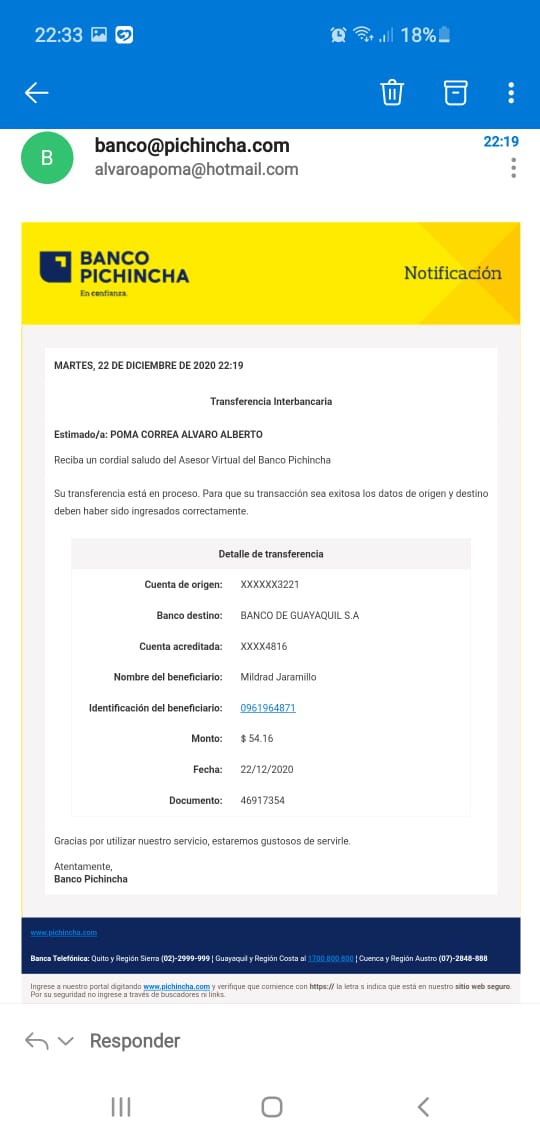 22:33
18%
banco@pichincha.com
22:19
B
alvaroapoma@hotmail.com
BANCO
PICHINCHA
En confianza.
Notificación
MARTES, 22 DE DICIEMBRE DE 2020 22:19
Transferencia Interbancaria
Estimado/a: POMA CORREA ALVARO ALBERTO
Reciba un cordial saludo del Asesor Virtual del Banco Pichincha
Su transferencia está en proceso. Para que su transacción sea exitosa los datos de origen y destino
deben haber sido ingresados correctamente.
Detalle de transferencia
Cuenta de origen: XXXXXX3221
Banco destino: BANCO DE GUAYAQUIL S.A
Cuenta acreditada: XXXX4816
Nombre del beneficiario: Mildrad Jaramillo
Identificación del beneficiario: 0961964871
Monto: $ 54.16
Fecha: 22/12/2020
Documento: 46917354
Gracias por utilizar nuestro servicio, estaremos gustosos de servirle.
Atentamente,
Banco Pichincha
www.pichincha.com
Banca Telefónica: Quito y Región Sierra (02)-2999-999 | Guayaquil y Región Costa al 1700 800 800 | Cuenca y Región Austro (07)-2848-888
Ingrese a nuestro portal digitando www.pichincha.com y verifique que comience con https:// la letra s indica que está en nuestro sitio web seguro.
Por su seguridad no ingrese a través de buscadores ni links.
Responder